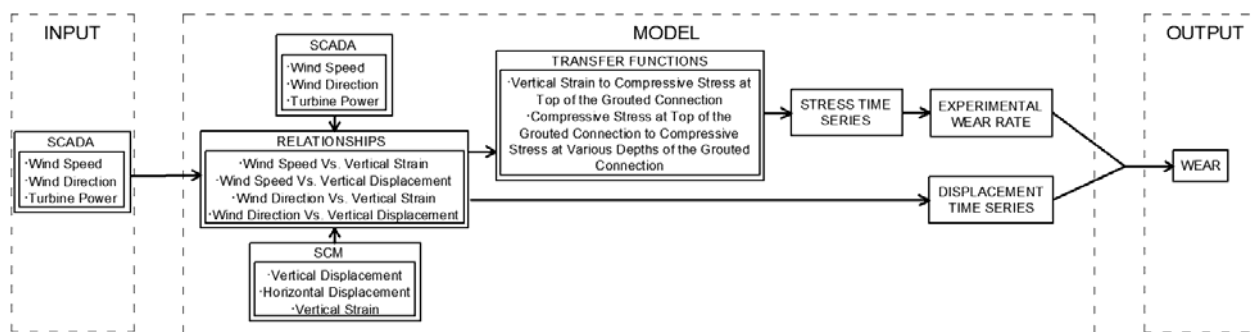 INPUT
SCADA
·Wind Speed
·Wind Direction
·Turbine Power
MODEL
SCADA
·Wind Speed
·Wind Direction
·Turbine Power
RELATIONSHIPS
·Wind Speed Vs. Vertical Strain
·Wind Speed Vs. Vertical Displacement
·Wind Direction Vs. Vertical Strain
·Wind Direction Vs. Vertical Displacement
SCM
·Vertical Displacement
·Horizontal Displacement
·Vertical Strain
TRANSFER FUNCTIONS
·Vertical Strain to Compressive Stress at
Top of the Grouted Connection
·Compressive Stress at Top of the
Grouted Connection to Compressive
Stress at Various Depths of the Grouted
Connection
STRESS TIME
SERIES
EXPERIMENTAL
WEAR RATE
DISPLACEMENT
TIME SERIES
OUTPUT
WEAR